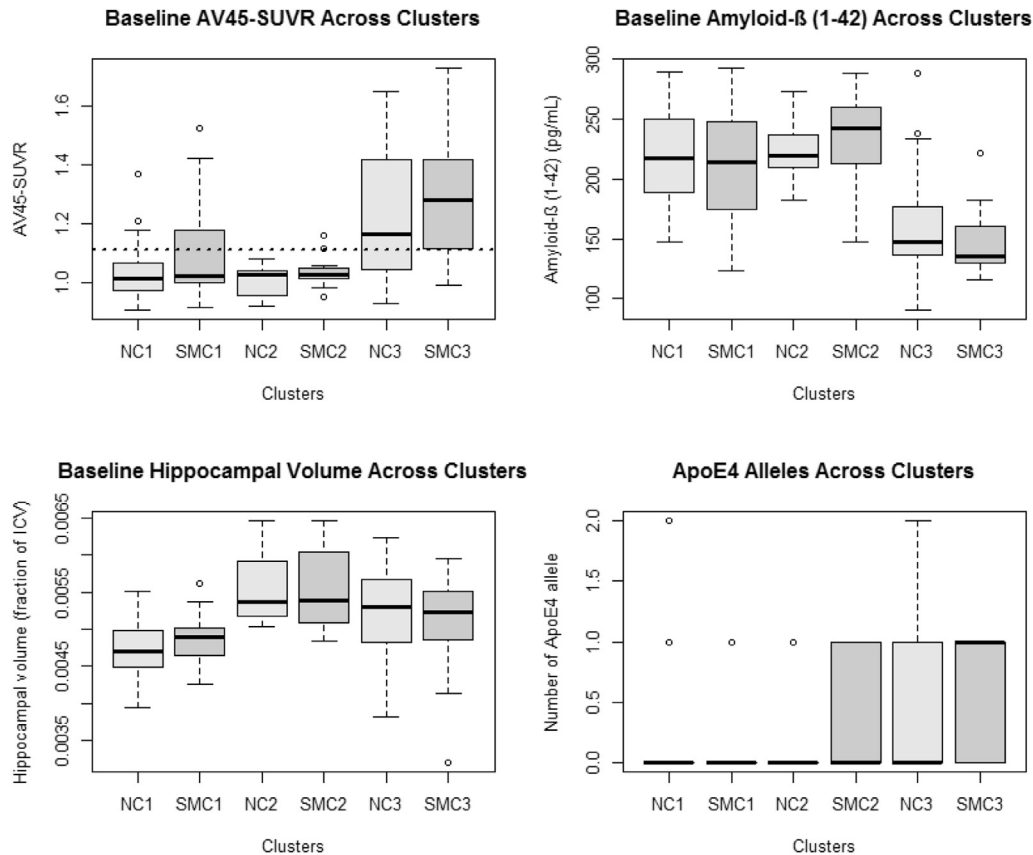 Baseline AV45-SUVR Across Clusters
AV45-SUVR
1.6
1.4
1.2
1.0
NC1 SMC1 NC2 SMC2 NC3 SMC3
Clusters
Baseline Amyloid-ß (1-42) Across Clusters
Amyloid-ß (1-42) (pg/mL)
300
250
200
150
100
NC1 SMC1 NC2 SMC2 NC3 SMC3
Clusters
Baseline Hippocampal Volume Across Clusters
Hippocampal volume (fraction of ICV)
0.0065
0.0055
0.0045
0.0035
NC1 SMC1 NC2 SMC2 NC3 SMC3
Clusters
ApoE4 Alleles Across Clusters
Number of ApoE4 allele
2.0
1.5
1.0
0.5
0.0
NC1 SMC1 NC2 SMC2 NC3 SMC3
Clusters